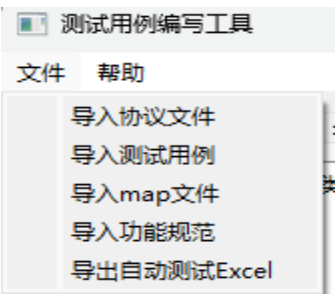 测试用例编写工具
文件 帮助
导入协议文件
导入测试用例
导入map文件
导入功能规范
导出自动测试Excel